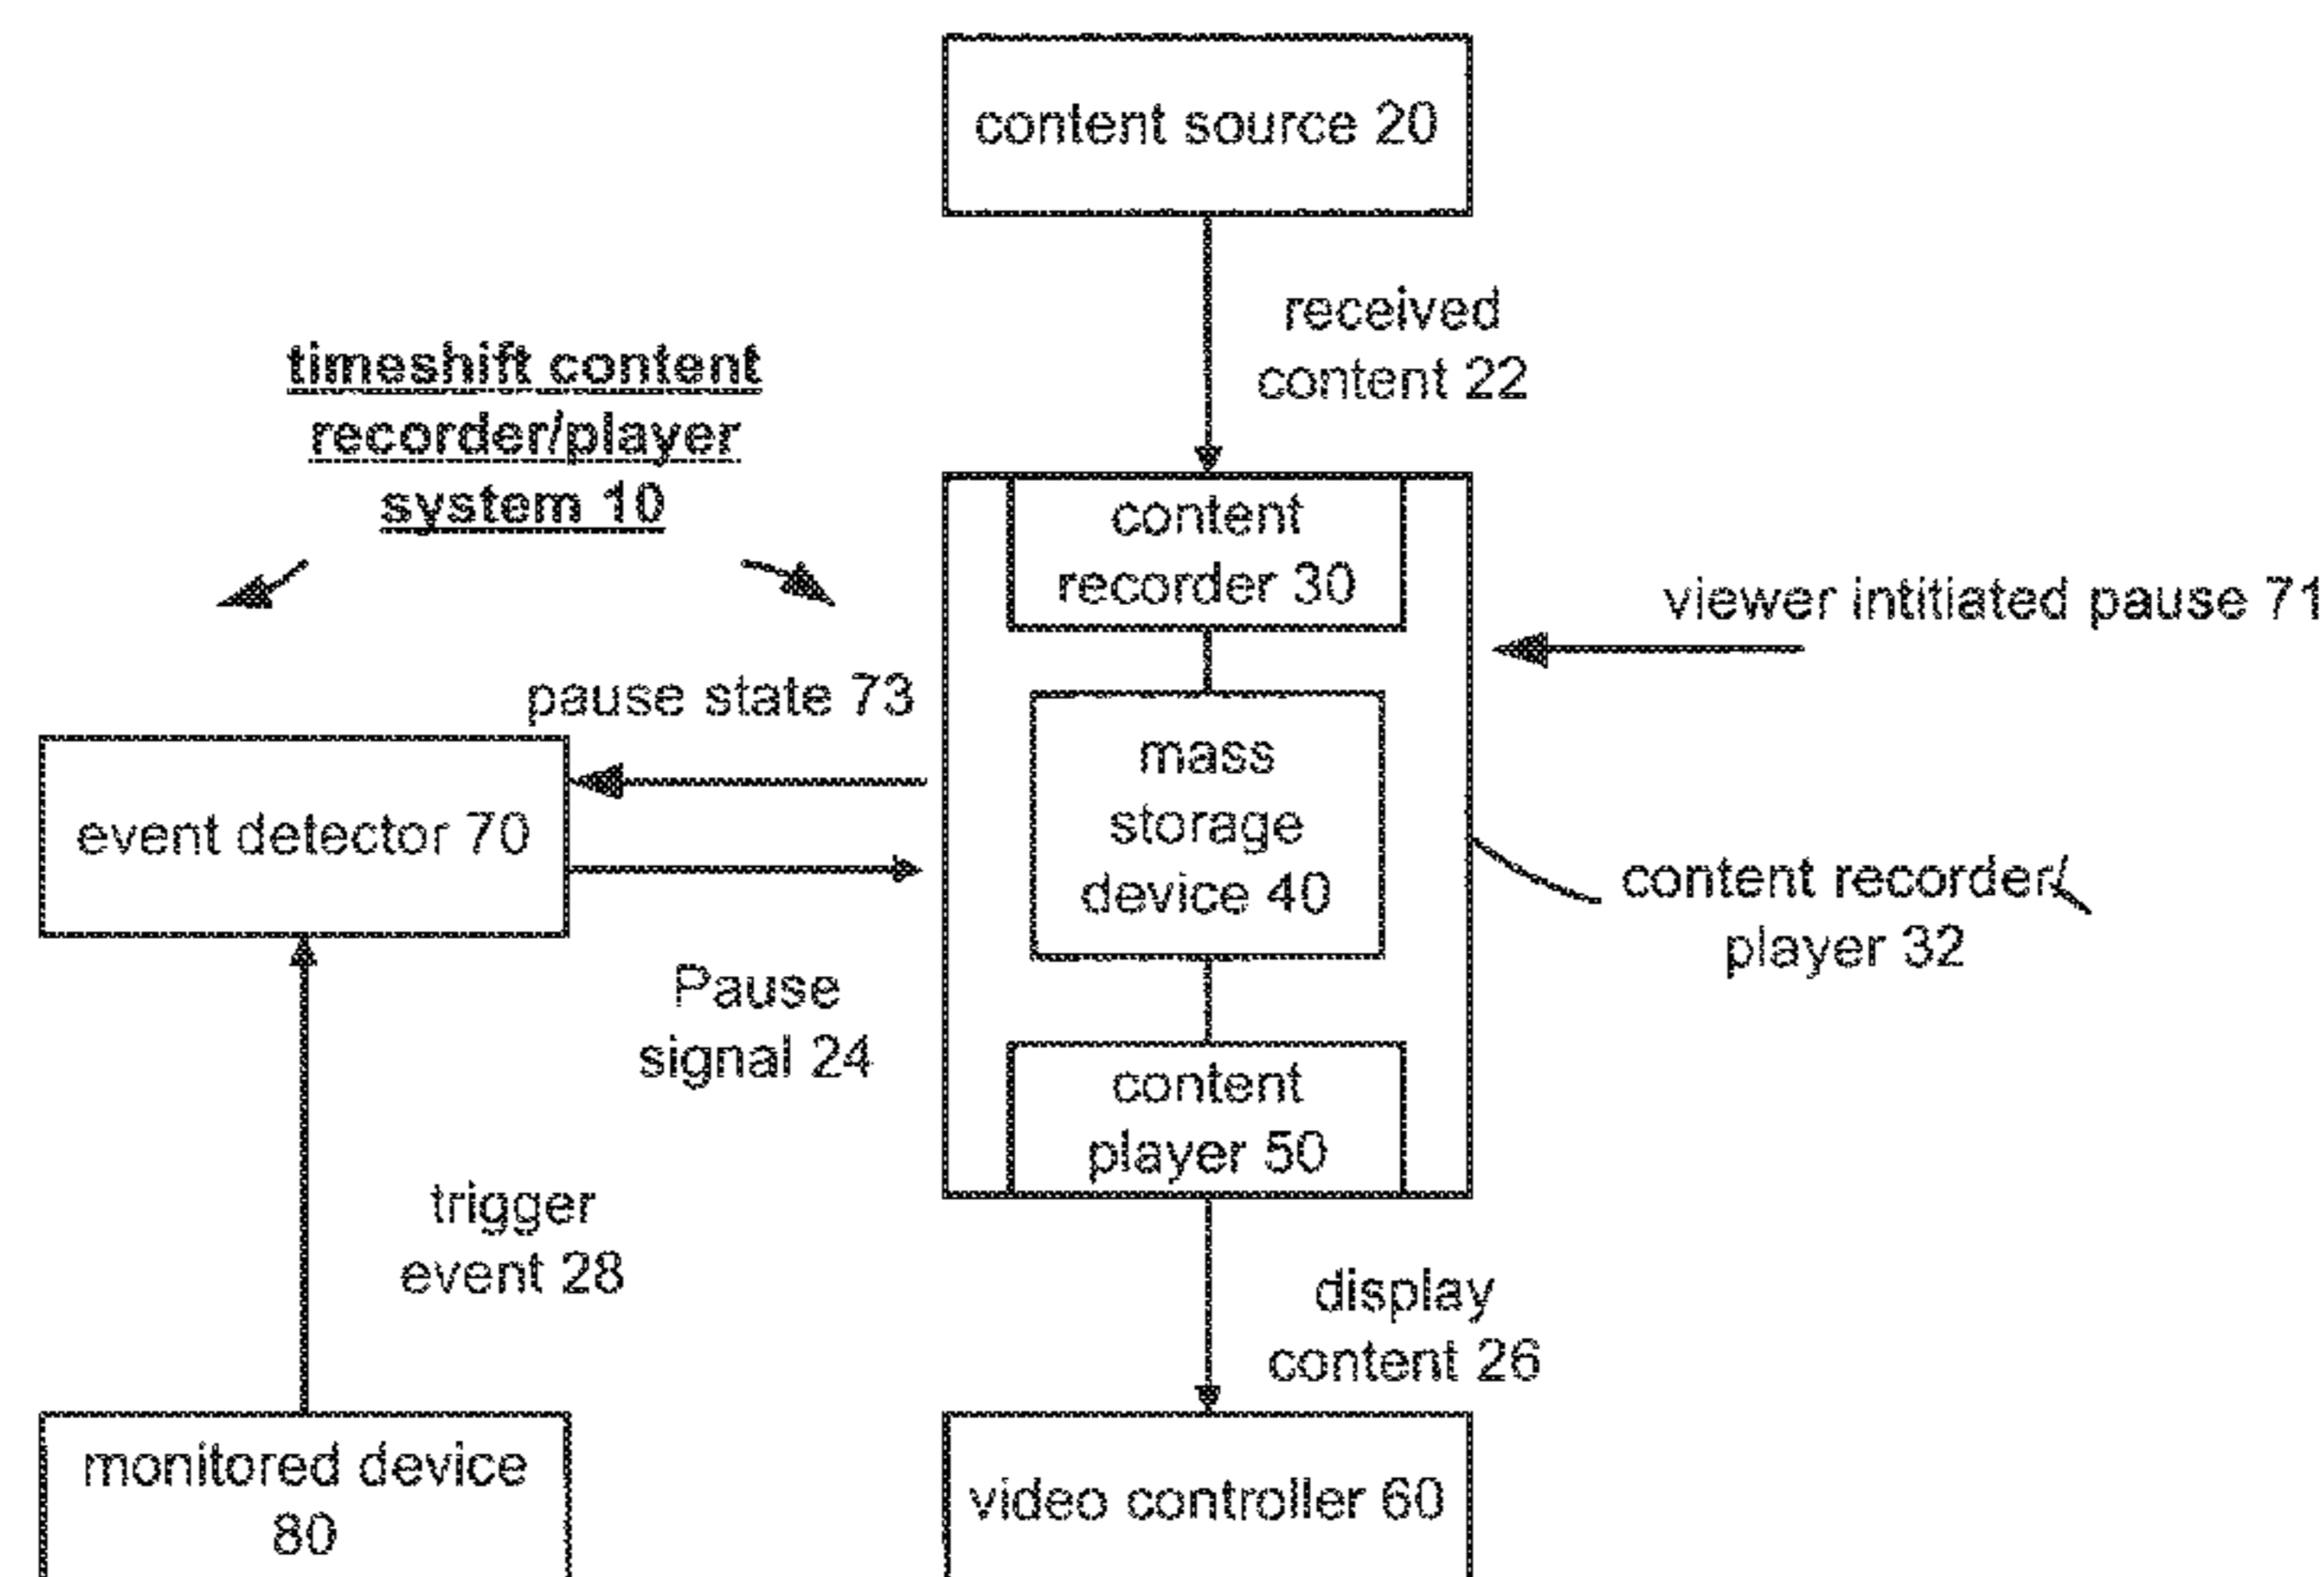 content source 20
received
content 22
timeshift content
recorder/player
system 10
content
recorder 30
viewer intitiated pause 71
pause state 73
mass
storage
device 40
event detector 70
content recorder/
player 32
Pause
signal 24
content
player 50
trigger
event 28
display
content 26
monitored device
80
video controller 60